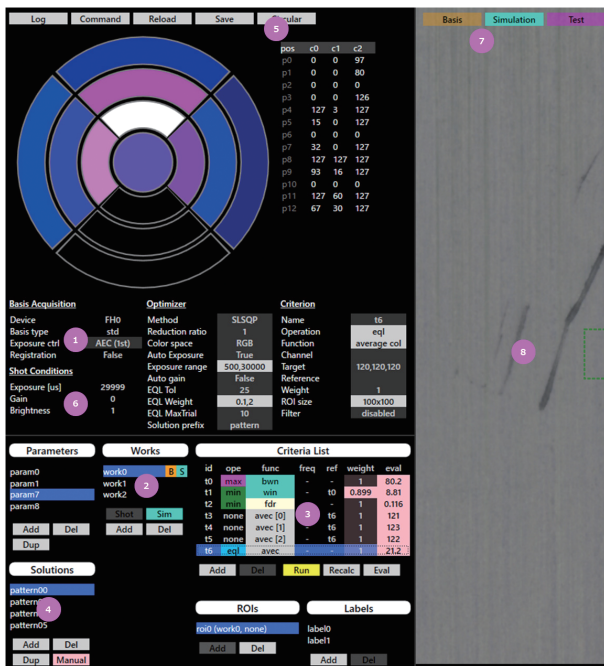 Log Command Reload Save cular
5
Basis Simulation Test
7
pos c0 c1 c2
p0 0 0 97
p1 0 0 80
p2 0 0 0
p3 0 0 126
p4 127 3 127
p5 15 0 127
p6 0 0 0
p7 32 0 127
p8 127 127 127
p9 93 16 127
p10 0 0 0
p11 127 60 127
p12 67 30 127
Basis Acquisition
Device FH0
Basis type std
Exposure ctrl AEC (1st)
Registration False
1
Shot Conditions
Exposure [us] 29999
Gain 0
Brightness 1
6
Optimizer
Method SLSQP
Reduction ratio 1
Color space RGB
Auto Exposure True
Exposure range 500,30000
Auto gain False
EQL Tol 25
EQL Weight 0.1,2
EQL MaxTrial 10
Solution prefix pattern
Criterion
Name t6
Operation eql
Function average col
Channel
Target 120,120,120
Reference
Weight 1
ROI size 100x100
Filter disabled
8
Parameters
param0
param1
param7
param8
Add Del
Dup
Works
work0 B S
work1
work2
2
Shot Sim
Add Del
Criteria List
id ope func freq ref weight eval
t0 max bwn - - 1 80.2
t1 min win - t0 0.899 8.81
t2 min fdr - - 1 0.116
t3 none avec [0] - t6 1 121
t4 none avec [1] - t6 1 123
t5 none avec [2] - t6 1 122
t6 eql avec - - 1 21.2
3
Add Del Run Recalc Eval
Solutions
pattern00
pattern
pattern
pattern05
4
Add Del
Dup Manual
ROIs
roi0 (work0, none)
Add Del
Labels
label0
label1
Add Del